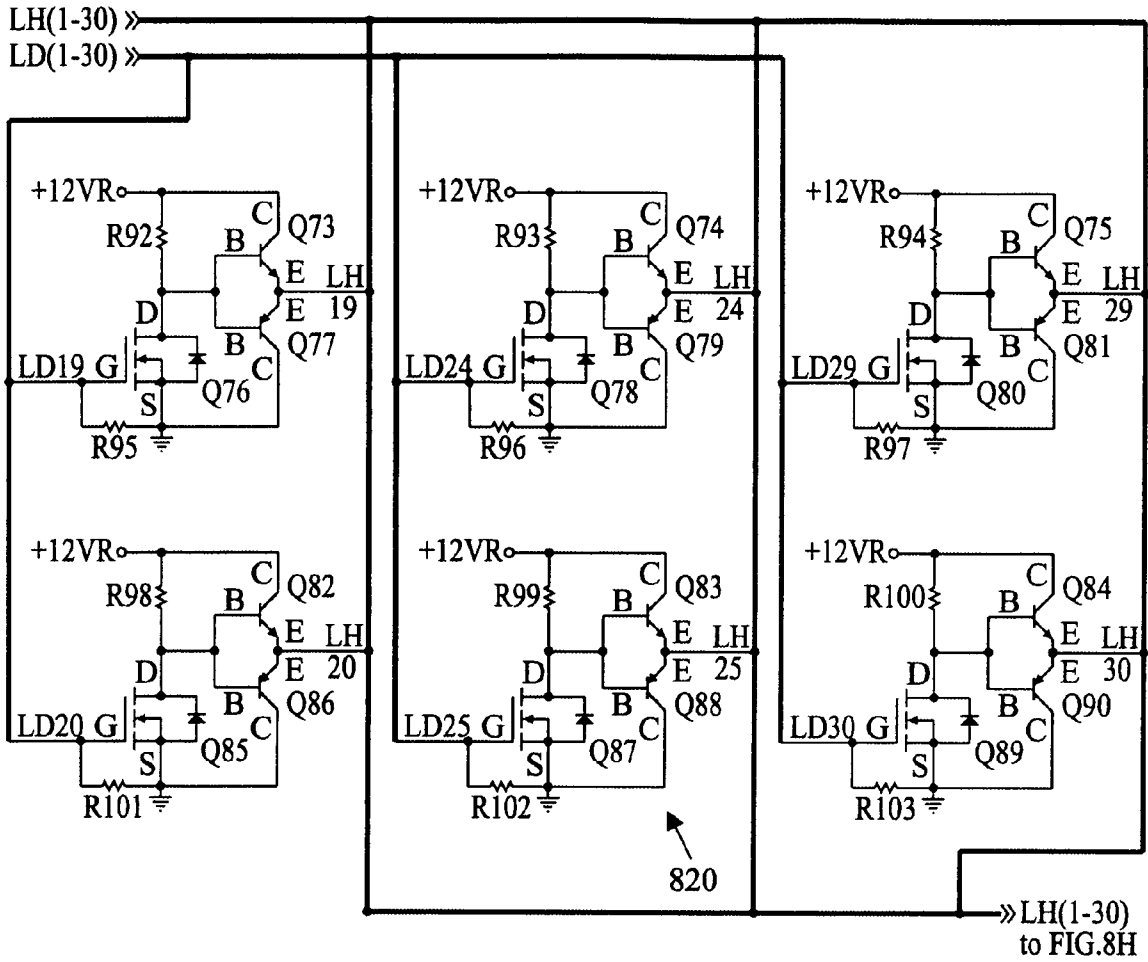 LH(1-30) »
LD(1-30) »
+12VR
C
Q73
R92
B
E
LH
19
E
D
B
Q77
LD19
G
C
Q76
S
R95
+12VR
C
Q74
R93
B
E
LH
24
E
D
B
Q79
LD24
G
C
Q78
S
R96
+12VR
C
Q75
R94
B
E
LH
29
E
D
B
Q81
LD29
G
C
Q80
S
R97
+12VR
C
Q82
R98
B
E
LH
20
E
D
B
Q86
LD20
G
C
Q85
S
R101
+12VR
C
Q83
R99
B
E
LH
25
E
D
B
Q88
LD25
G
C
Q87
S
R102
+12VR
C
Q84
R100
B
E
LH
30
E
D
B
Q90
LD30
G
C
Q89
S
R103
820
» LH(1-30)
to FIG.8H